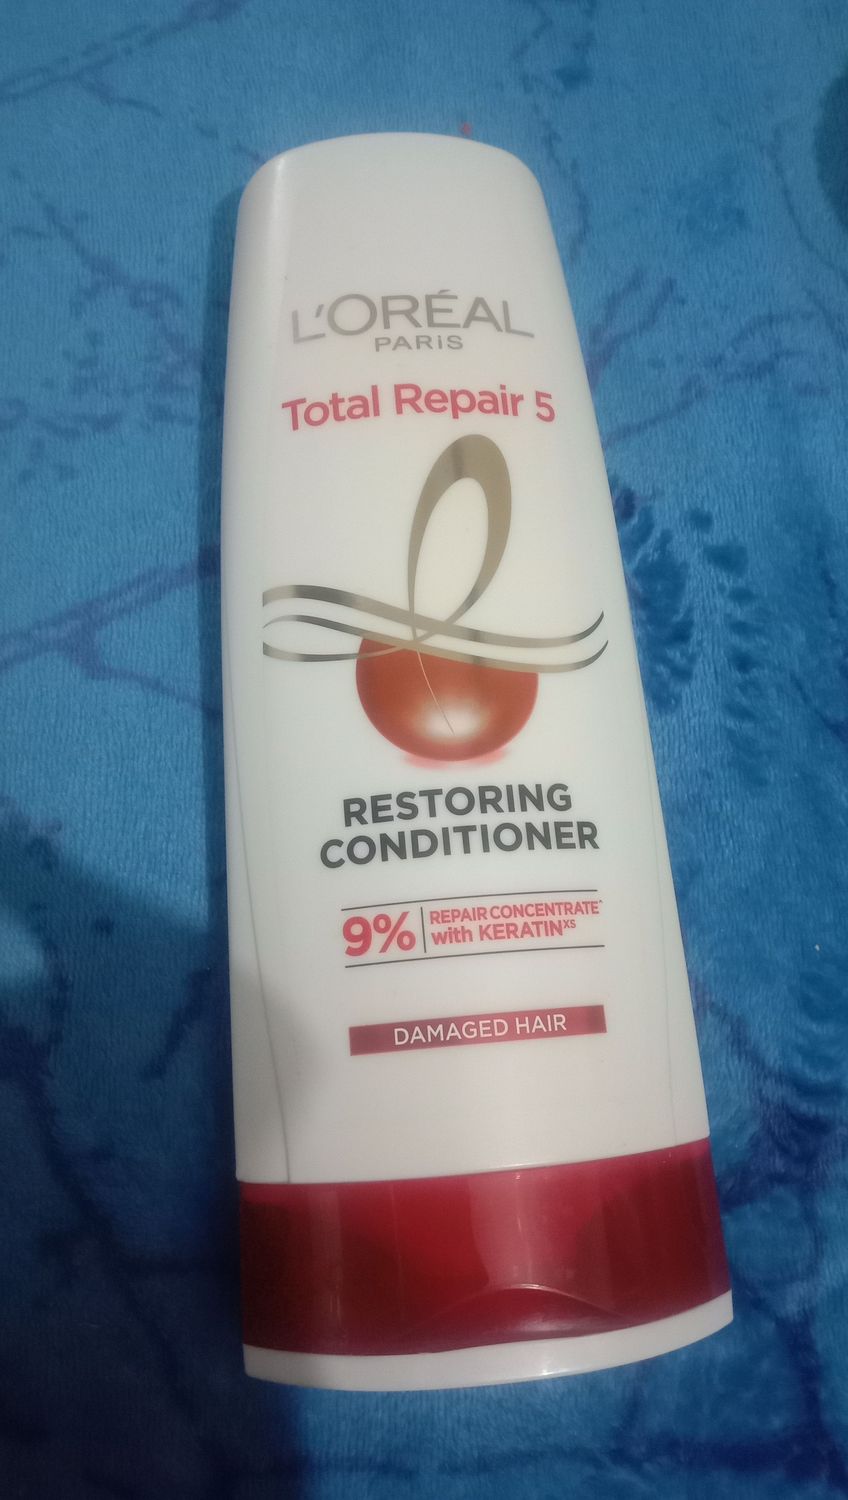 L'ORÉAL
PARIS
Total Repair 5
RESTORING
CONDITIONER
9%
REPAIR CONCENTRATE^
with KERATINXS
DAMAGED HAIR